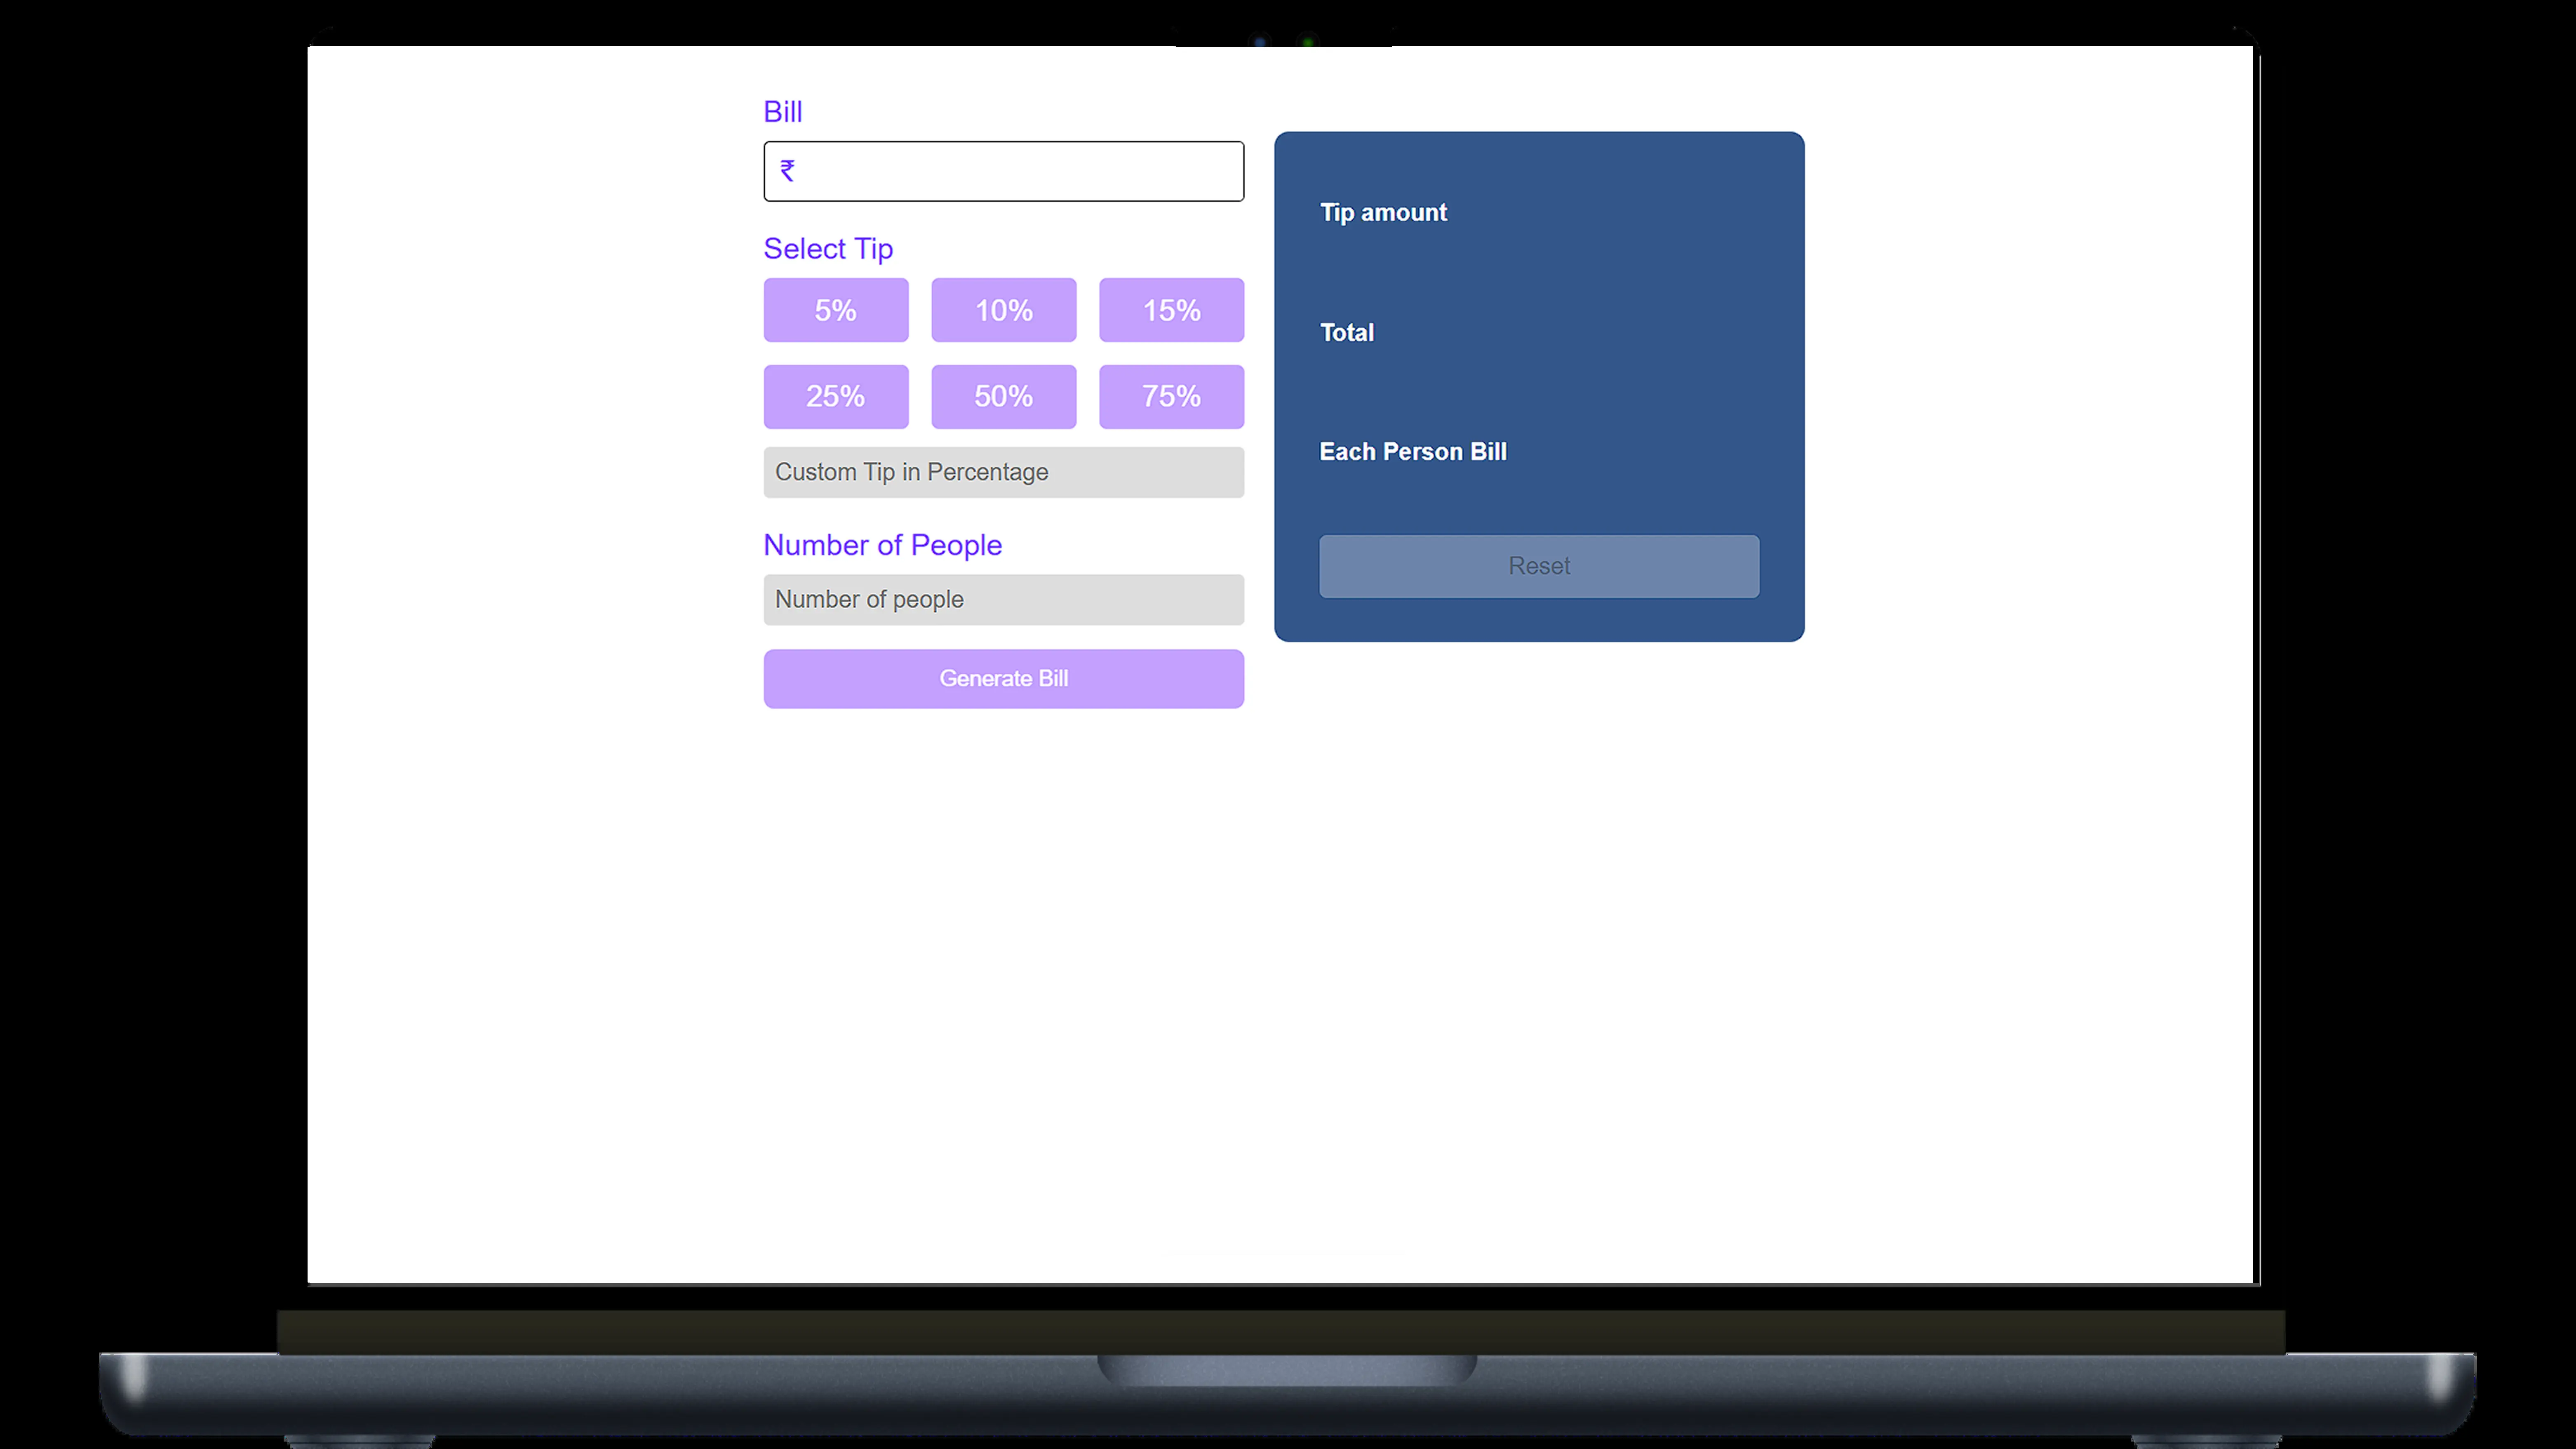 Bill
₹
Select Tip
5% 10% 15%
25% 50% 75%
Custom Tip in Percentage
Number of People
Number of people
Generate Bill
Tip amount
Total
Each Person Bill
Reset